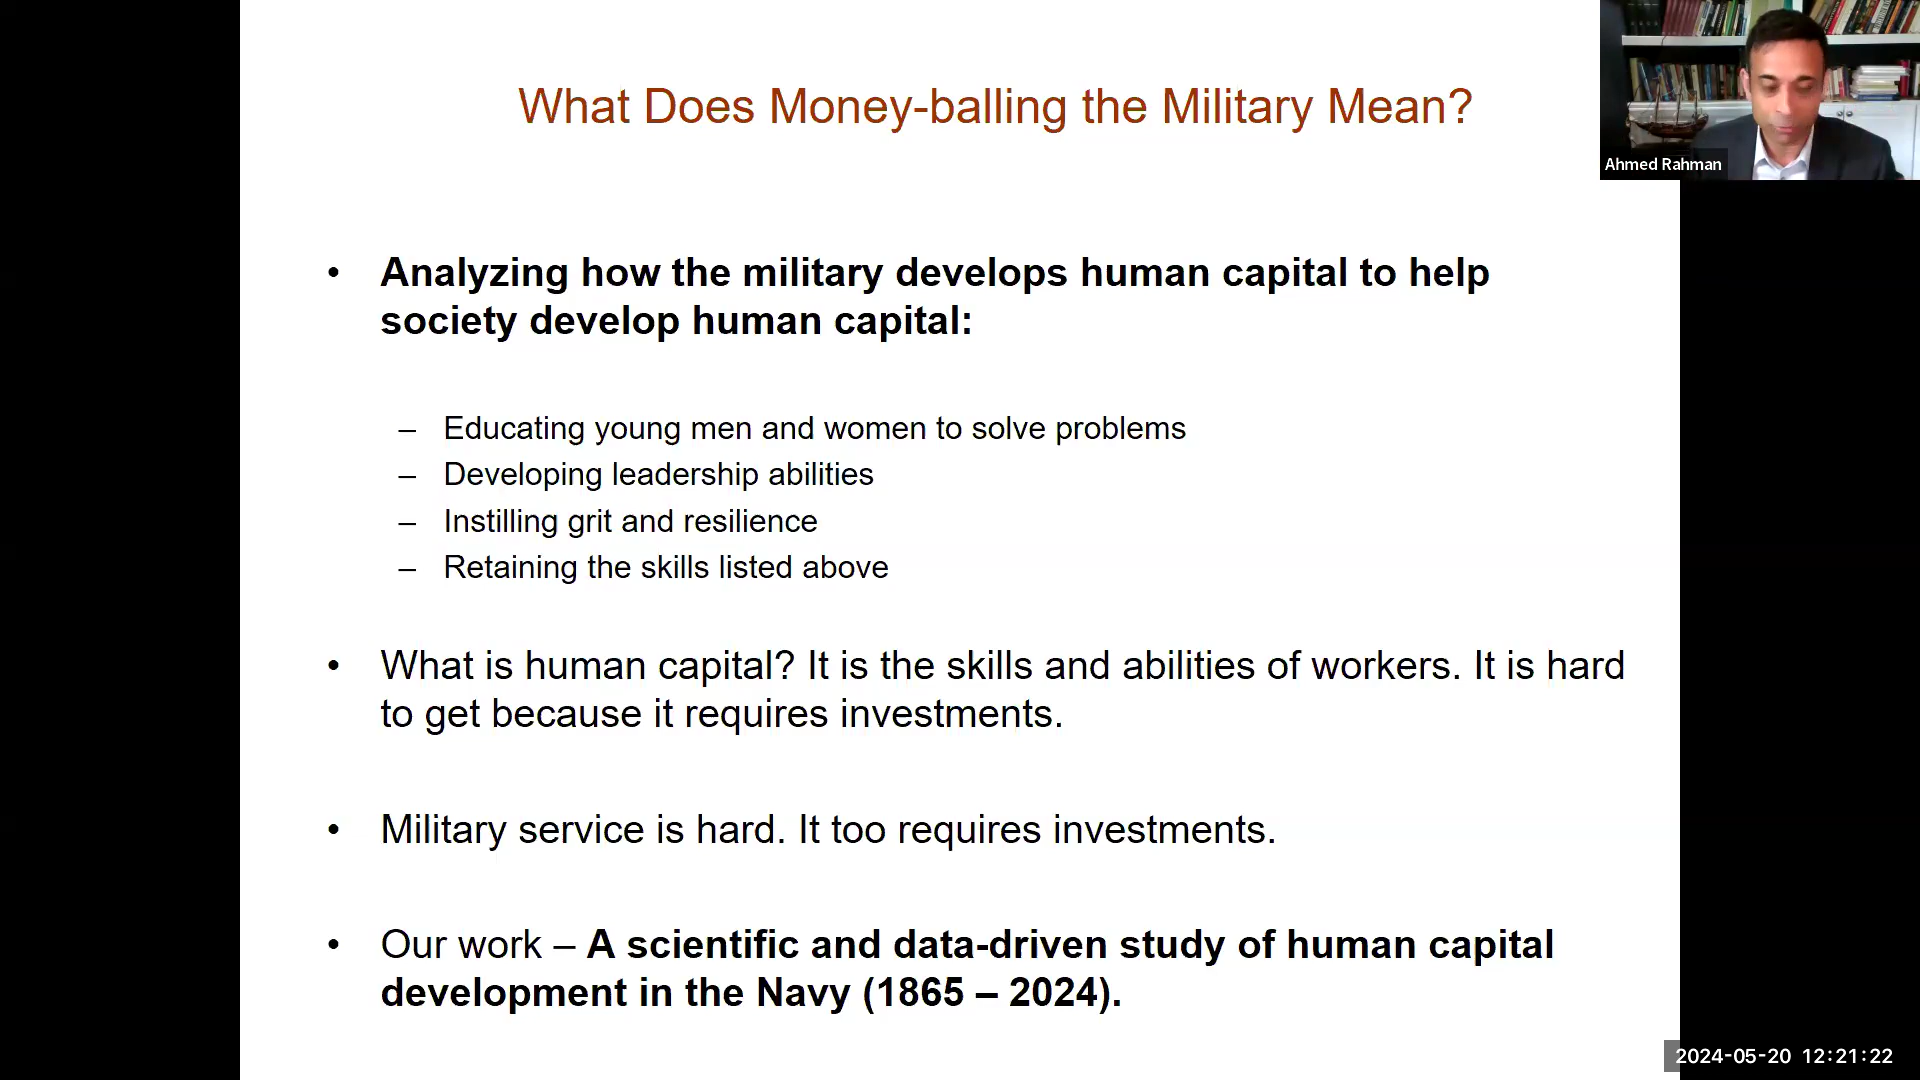 What Does Money-balling the Military Mean?
Ahmed Rahman
• Analyzing how the military develops human capital to help
society develop human capital:
– Educating young men and women to solve problems
– Developing leadership abilities
– Instilling grit and resilience
– Retaining the skills listed above
• What is human capital? It is the skills and abilities of workers. It is hard
to get because it requires investments.
• Military service is hard. It too requires investments.
• Our work – A scientific and data-driven study of human capital
development in the Navy (1865 – 2024).
2024-05-20 12:21:22